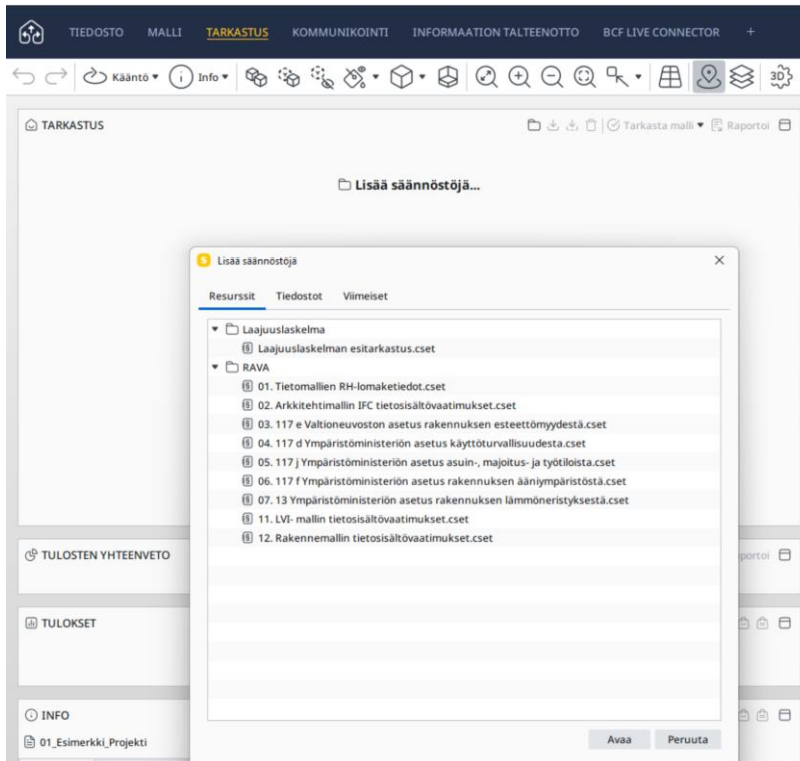 TIEDOSTO MALLI TARKASTUS KOMMUNIKOINTI INFORMAATION TALTEENOTTO BCF LIVE CONNECTOR +
Kääntö Info 3D
TARKASTUS Tarkasta malli Raportoi
Lisää säännöstöjä...
Lisää säännöstöjä
Resurssit Tiedostot Viimeiset
Laajuuslaskelma
Laajuuslaskelman esitarkastus.cset
RAVA
01. Tietomallien RH-lomaketiedot.cset
02. Arkkitehtimallin IFC tietosisältövaatimukset.cset
03. 117 e Valtioneuvoston asetus rakennuksen esteettömyydestä.cset
04. 117 d Ympäristöministeriön asetus käyttöturvallisuudesta.cset
05. 117 j Ympäristöministeriön asetus asuin-, majoitus- ja työtiloista.cset
06. 117 f Ympäristöministeriön asetus rakennuksen ääniympäristöstä.cset
07. 13 Ympäristöministeriön asetus rakennuksen lämmöneristyksestä.cset
11. LVI- mallin tietosisältövaatimukset.cset
12. Rakennemallin tietosisältövaatimukset.cset
TULOSTEN YHTEENVETO portoi
TULOKSET
INFO
01_Esimerkki_Projekti
Avaa Peruuta